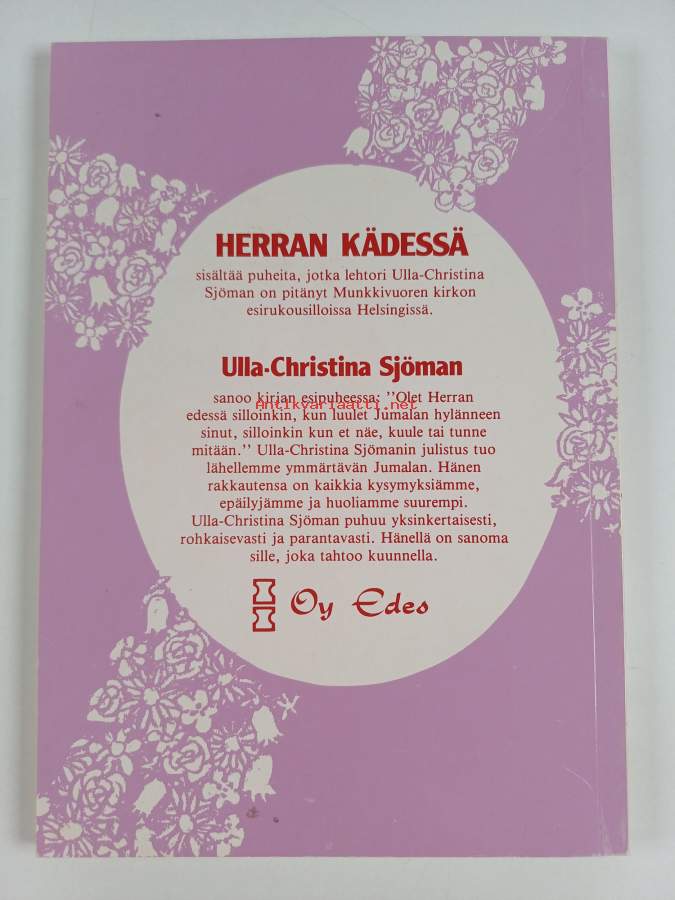 HERRAN KÄDESSÄ
sisältää puheita, jotka lehtori Ulla-Christina
Sjöman on pitänyt Munkkivuoren kirkon
esirukousilloissa Helsingissä.
Ulla-Christina Sjöman
sanoo kirjan esipuheessa: ''Olet Herran
Antikvariaatti.net
edessä silloinkin, kun luulet Jumalan hylänneen
sinut, silloinkin kun et näe, kuule tai tunne
mitään.'' Ulla-Christina Sjömanin julistus tuo
lähellemme ymmärtävän Jumalan. Hänen
rakkautensa on kaikkia kysymyksiämme,
epäilyjämme ja huoliamme suurempi.
Ulla-Christina Sjöman puhuu yksinkertaisesti,
rohkaisevasti ja parantavasti. Hänellä on sanoma
sille, joka tahtoo kuunnella.
Oy Edes